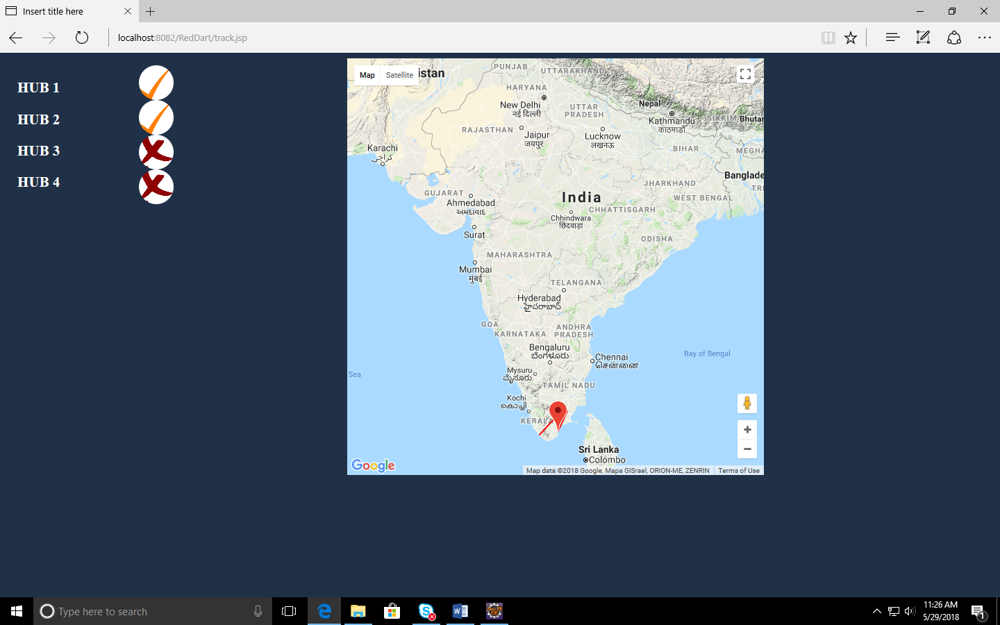 Insert title here
localhost:8082/RedDart/track.jsp
HUB 1
HUB 2
HUB 3
HUB 4
Map Satellite
istan
PUNJAB
UTTARAKHAND
HARYANA
New Delhi
नई दिल्ली
UTTAR
PRADESH
Nepal
Kathmandu
काठमाडौं
SIKKIM
Bhutan
RAJASTHAN
Jaipur
जयपुर
Lucknow
लखनऊ
Karachi
کراچی
BIHAR
MEGHA
Banglade
JHARKHAND
TRI
WEST BENGAL
GUJARAT
Ahmedabad
અમદાવાદ
India
CHHATTISGARH
Chhindwara
छिंदवाड़ा
Surat
ODISHA
MAHARASHTRA
Mumbai
मुंबई
TELANGANA
Hyderabad
హైదరాబాద్
GOA
KARNATAKA
ANDHRA
PRADESH
Bengaluru
ಬೆಂಗಳೂರು
Chennai
சென்னை
Bay of Bengal
Sea
Mysuru
ಮೈಸೂರು
TAMIL NADU
Kochi
കൊച്ചി
KERALA
Sri Lanka
Colombo
Google
Map data ©2018 Google, Mapa GISrael, ORION-ME, ZENRIN Terms of Use
Type here to search
11:26 AM
5/29/2018
1